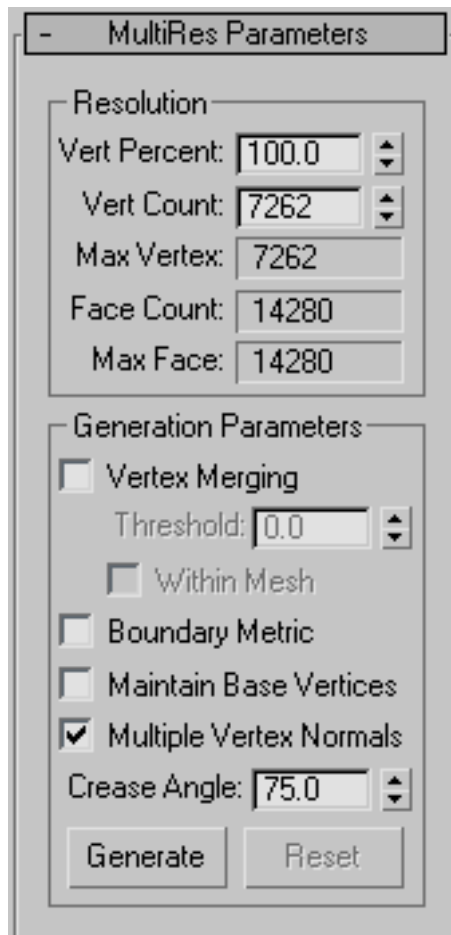 - MultiRes Parameters
Resolution
Vert Percent: 100.0
Vert Count: 7262
Max Vertex: 7262
Face Count: 14280
Max Face: 14280
Generation Parameters
Vertex Merging
Threshold: 0.0
Within Mesh
Boundary Metric
Maintain Base Vertices
Multiple Vertex Normals
Crease Angle: 75.0
Generate Reset